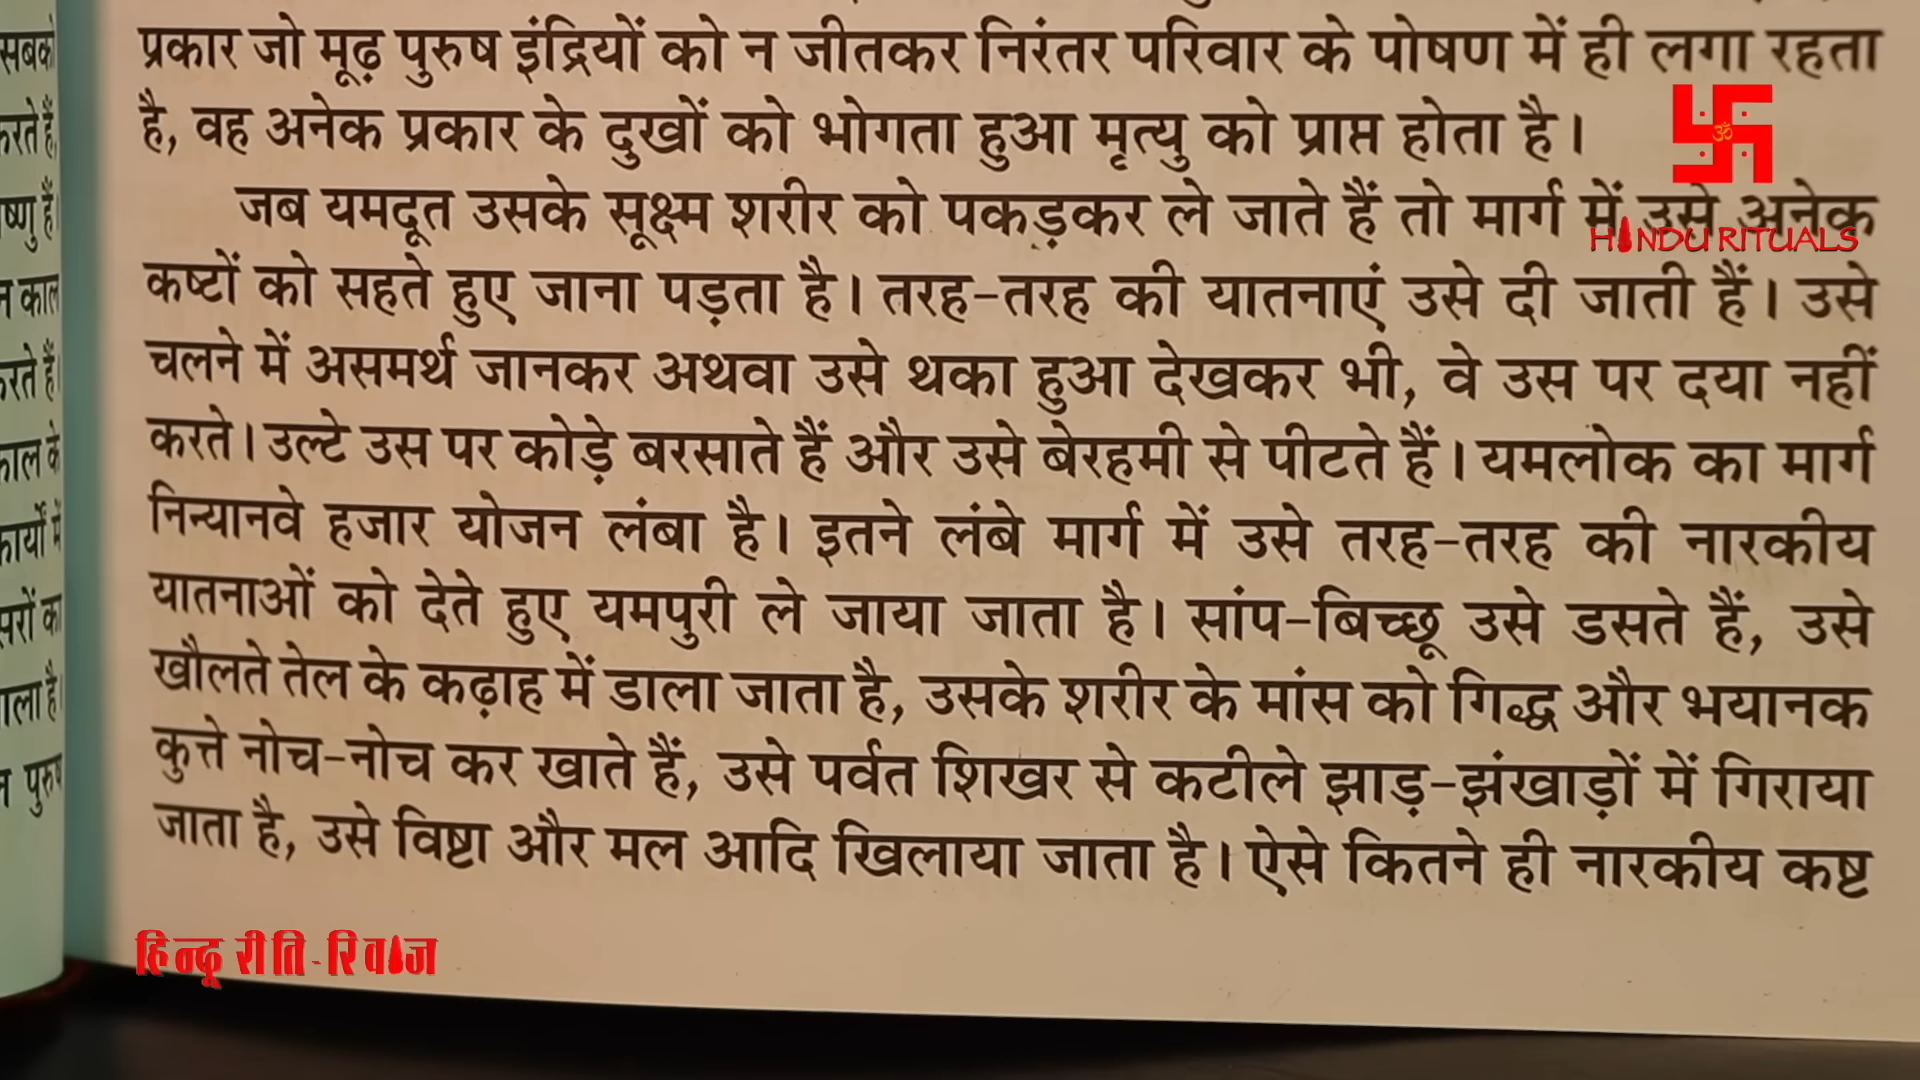 प्रकार जो मूढ़ पुरुष इंद्रियों को न जीतकर निरंतर परिवार के पोषण में ही लगा रहता
है, वह अनेक प्रकार के दुखों को भोगता हुआ मृत्यु को प्राप्त होता है।
जब यमदूत उसके सूक्ष्म शरीर को पकड़कर ले जाते हैं तो मार्ग में उसे अनेक
HINDU RITUALS
कष्टों को सहते हुए जाना पड़ता है। तरह-तरह की यातनाएं उसे दी जाती हैं। उसे
चलने में असमर्थ जानकर अथवा उसे थका हुआ देखकर भी, वे उस पर दया नहीं
करते। उल्टे उस पर कोड़े बरसाते हैं और उसे बेरहमी से पीटते हैं। यमलोक का मार्ग
निन्यानवे हजार योजन लंबा है। इतने लंबे मार्ग में उसे तरह-तरह की नारकीय
यातनाओं को देते हुए यमपुरी ले जाया जाता है। सांप-बिच्छू उसे डसते हैं, उसे
खौलते तेल के कढ़ाह में डाला जाता है, उसके शरीर के मांस को गिद्ध और भयानक
कुत्ते नोच-नोच कर खाते हैं, उसे पर्वत शिखर से कटीले झाड़-झंखाड़ों में गिराया
जाता है, उसे विष्टा और मल आदि खिलाया जाता है। ऐसे कितने ही नारकीय कष्ट
हिन्दू रीति-रिवाज